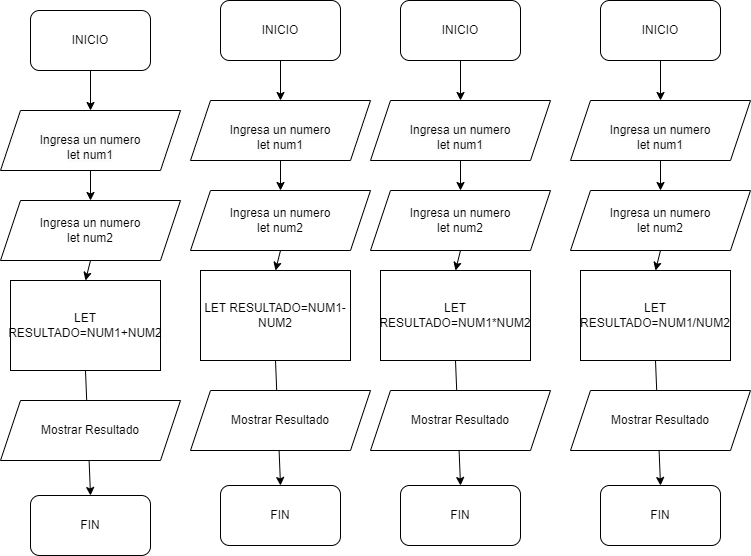 INICIO
Ingresa un numero
let num1
Ingresa un numero
let num2
LET
RESULTADO=NUM1+NUM2
Mostrar Resultado
FIN
INICIO
Ingresa un numero
let num1
Ingresa un numero
let num2
LET RESULTADO=NUM1-
NUM2
Mostrar Resultado
FIN
INICIO
Ingresa un numero
let num1
Ingresa un numero
let num2
LET
RESULTADO=NUM1*NUM2
Mostrar Resultado
FIN
INICIO
Ingresa un numero
let num1
Ingresa un numero
let num2
LET
RESULTADO=NUM1/NUM2
Mostrar Resultado
FIN